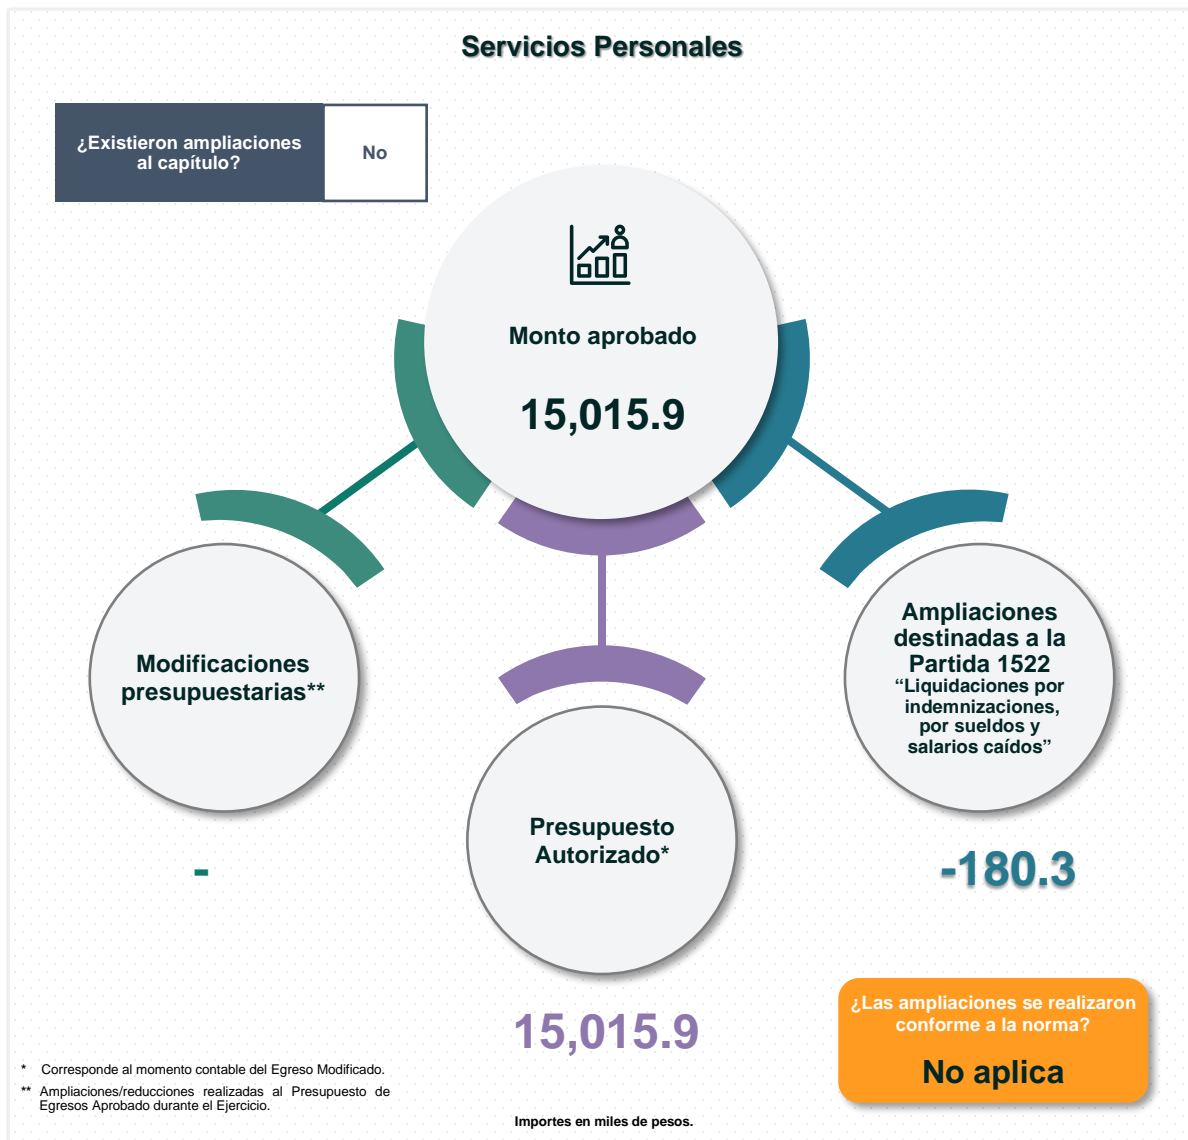 Servicios Personales
¿Existieron ampliaciones
al capítulo?
No
Monto aprobado
15,015.9
Modificaciones
presupuestarias**
-
Presupuesto
Autorizado*
15,015.9
Ampliaciones
destinadas a la
Partida 1522
“Liquidaciones por
indemnizaciones,
por sueldos y
salarios caídos”
-180.3
¿Las ampliaciones se realizaron
conforme a la norma?
No aplica
* Corresponde al momento contable del Egreso Modificado.
** Ampliaciones/reducciones realizadas al Presupuesto de
Egresos Aprobado durante el Ejercicio.
Importes en miles de pesos.